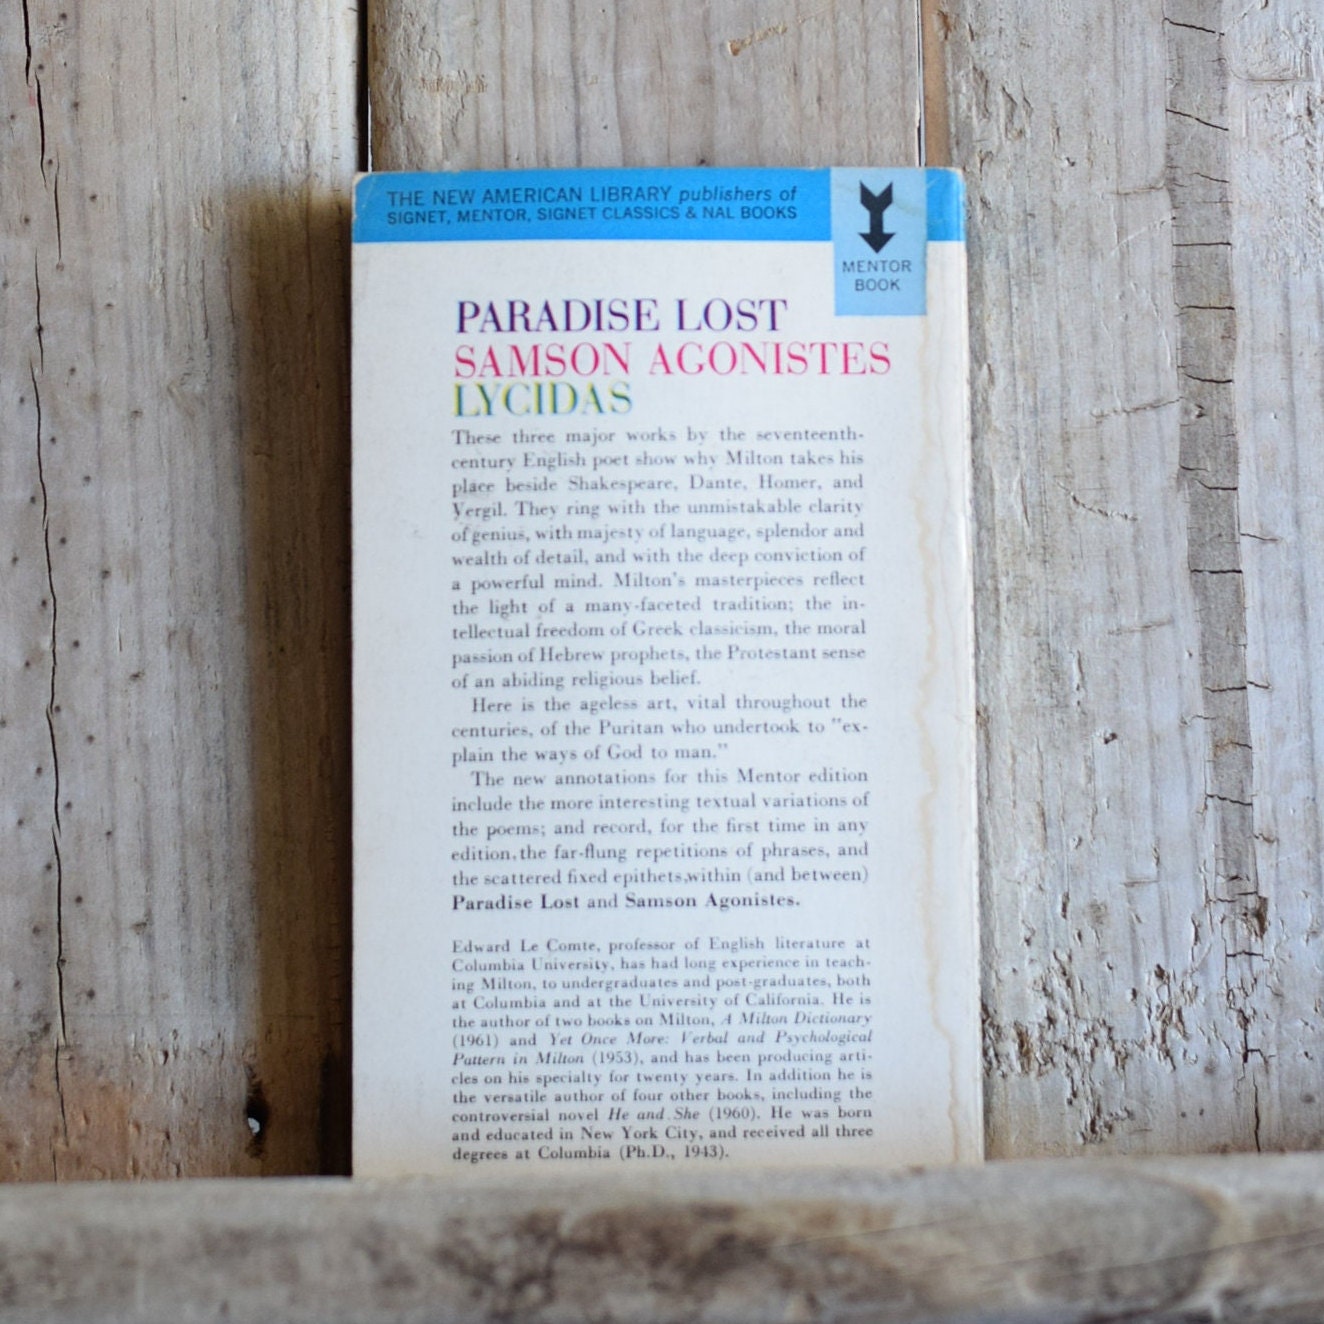 THE NEW AMERICAN LIBRARY publishers of
SIGNET, MENTOR, SIGNET CLASSICS & NAL BOOKS
MENTOR
BOOK
PARADISE LOST
SAMSON AGONISTES
LYCIDAS
These three major works by the seventeenth-
century English poet show why Milton takes his
place beside Shakespeare, Dante, Homer, and
Vergil. They ring with the unmistakable clarity
of genius, with majesty of language, splendor and
wealth of detail, and with the deep conviction of
a powerful mind. Milton's masterpieces reflect
the light of a many-faceted tradition; the in-
tellectual freedom of Greek classicism, the moral
passion of Hebrew prophets, the Protestant sense
of an abiding religious belief.
Here is the ageless art, vital throughout the
centuries, of the Puritan who undertook to "ex-
plain the ways of God to man."
The new annotations for this Mentor edition
include the more interesting textual variations of
the poems; and record, for the first time in any
edition, the far-flung repetitions of phrases, and
the scattered fixed epithets, within (and between)
Paradise Lost and Samson Agonistes.
Edward Le Comte, professor of English literature at
Columbia University, has had long experience in teach-
ing Milton, to undergraduates and post-graduates, both
at Columbia and at the University of California. He is
the author of two books on Milton, A Milton Dictionary
(1961) and Yet Once More: Verbal and Psychological
Pattern in Milton (1953), and has been producing arti-
cles on his specialty for twenty years. In addition he is
the versatile author of four other books, including the
controversial novel He and She (1960). He was born
and educated in New York City, and received all three
degrees at Columbia (Ph.D., 1943).